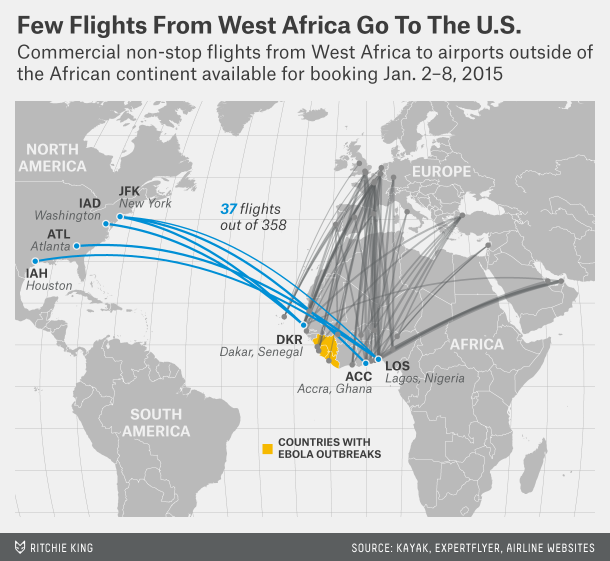 Few Flights From West Africa Go To The U.S.
Commercial non-stop flights from West Africa to airports outside of
the African continent available for booking Jan. 2–8, 2015
NORTH
AMERICA
EUROPE
JFK
New York
IAD
Washington
37 flights
out of 358
ATL
Atlanta
IAH
Houston
DKR
Dakar, Senegal
AFRICA
LOS
Lagos, Nigeria
ACC
Accra, Ghana
SOUTH
AMERICA
COUNTRIES WITH
EBOLA OUTBREAKS
RITCHIE KING
SOURCE: KAYAK, EXPERTFLYER, AIRLINE WEBSITES